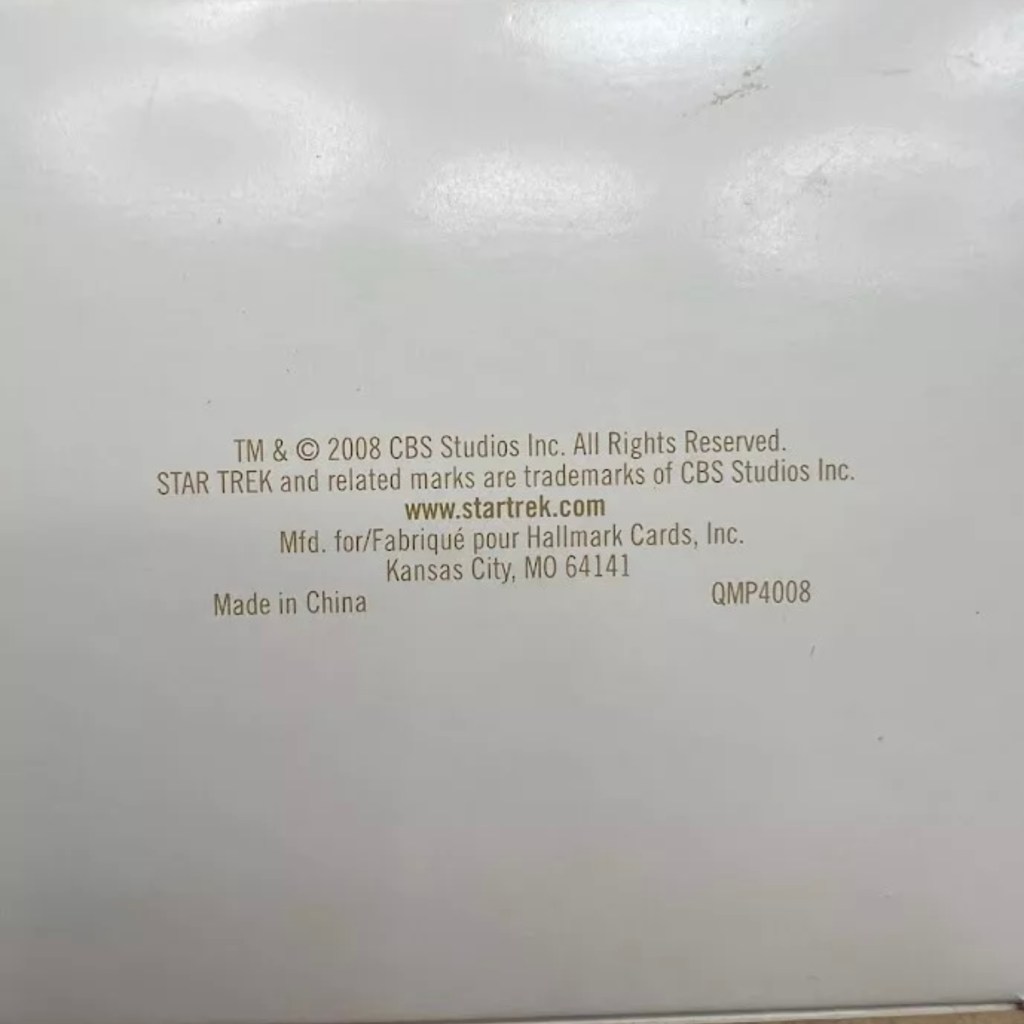 TM & © 2008 CBS Studios Inc. All Rights Reserved.
STAR TREK and related marks are trademarks of CBS Studios Inc.
www.startrek.com
Mfd. for/Fabriqué pour Hallmark Cards, Inc.
Kansas City, MO 64141
Made in China QMP4008